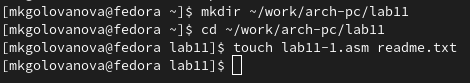 [mkgolovanova@fedora ~]$ mkdir ~/work/arch-pc/lab11
[mkgolovanova@fedora ~]$ cd ~/work/arch-pc/lab11
[mkgolovanova@fedora lab11]$ touch lab11-1.asm readme.txt
[mkgolovanova@fedora lab11]$